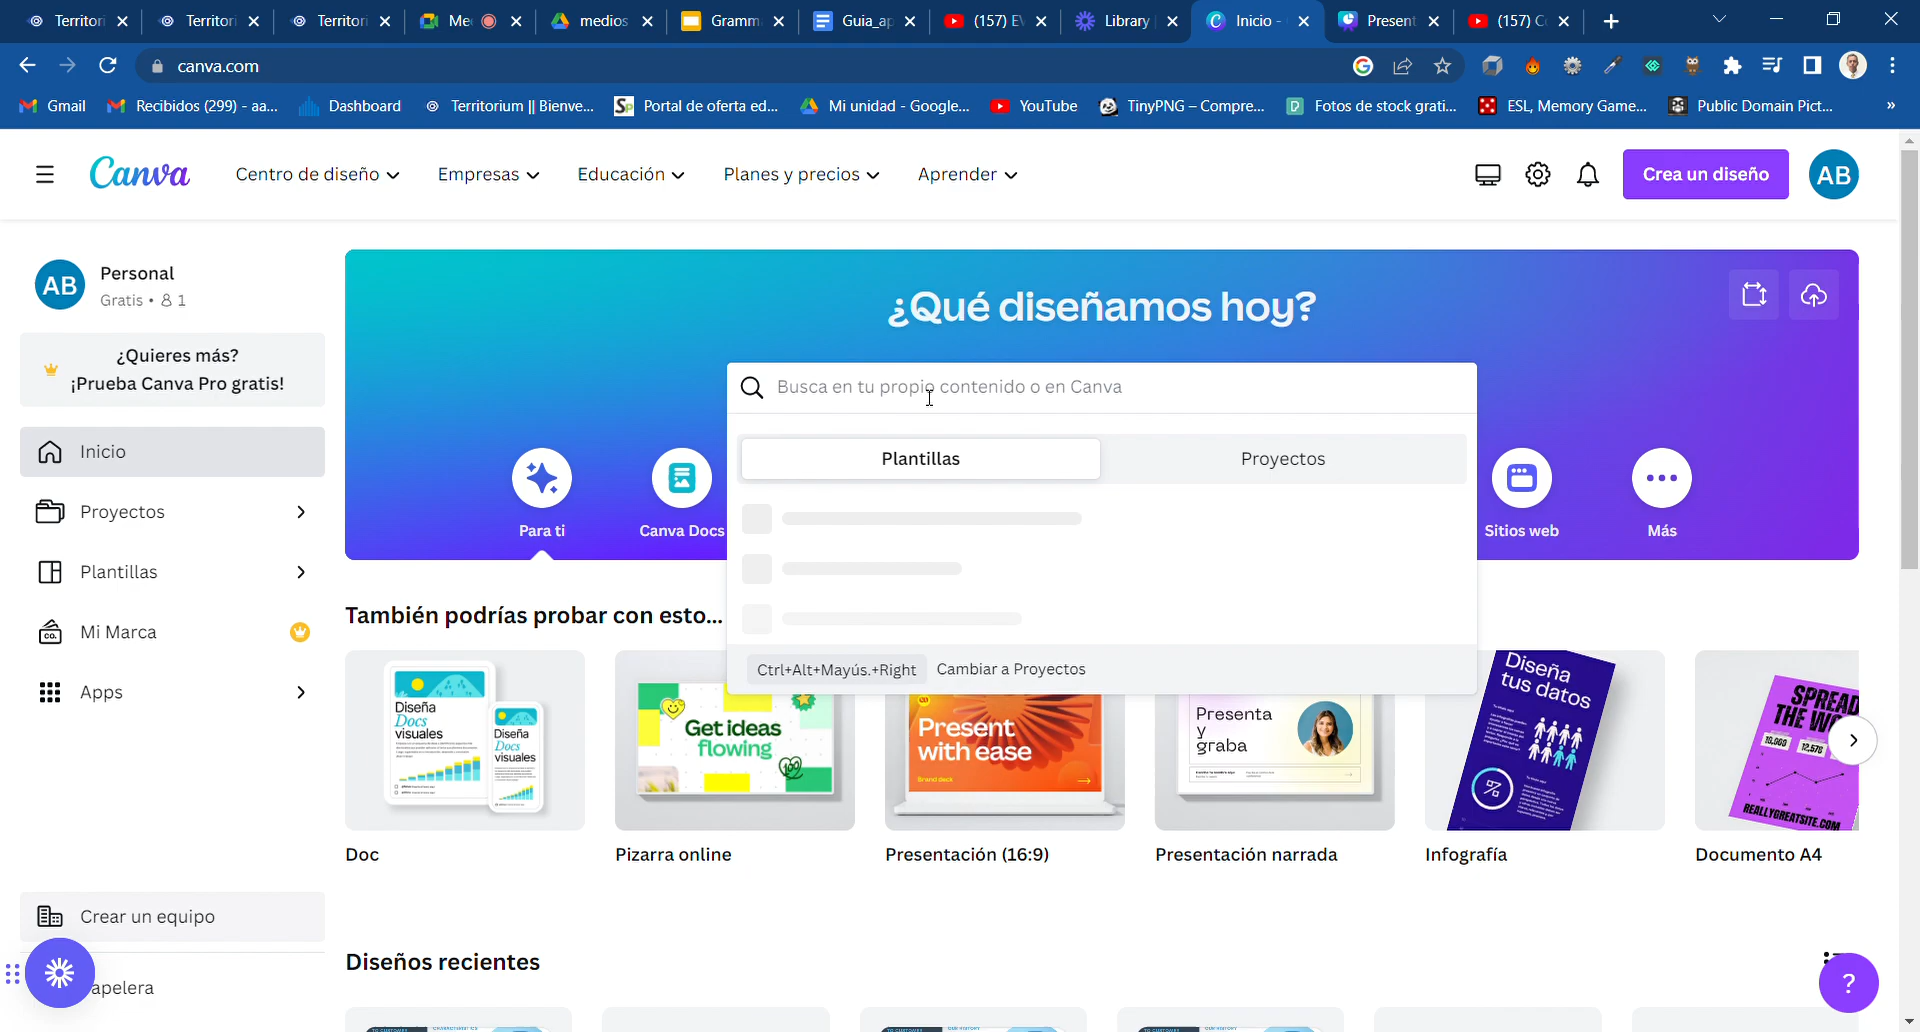 Territori
Territori
Territori
Me
medios
Gramm
Guia_ap
(157) E
Library
Inicio -
Present
(157) C
canva.com
Gmail
Recibidos (299) - aa...
Dashboard
Territorium || Bienve...
Portal de oferta ed...
Mi unidad - Google...
YouTube
TinyPNG – Compre...
Fotos de stock grati...
ESL, Memory Game...
Public Domain Pict...
Canva
Centro de diseño
Empresas
Educación
Planes y precios
Aprender
Crea un diseño
AB
AB
Personal
Gratis • 1
¿Quieres más?
¡Prueba Canva Pro gratis!
Inicio
Proyectos
Plantillas
Mi Marca
Apps
Crear un equipo
apelera
¿Qué diseñamos hoy?
Busca en tu propio contenido o en Canva
Plantillas
Proyectos
Ctrl+Alt+Mayús.+Right
Cambiar a Proyectos
Para ti
Canva Docs
Sitios web
Más
También podrías probar con esto...
Diseña
Docs
visuales
Diseña
Docs
visuales
Get ideas
flowing
Present
with ease
Brand deck
Presenta
y
graba
Diseña
tus datos
SPREAD
THE WO
REALLYGREATSITE.COM
Doc
Pizarra online
Presentación (16:9)
Presentación narrada
Infografía
Documento A4
Diseños recientes
?